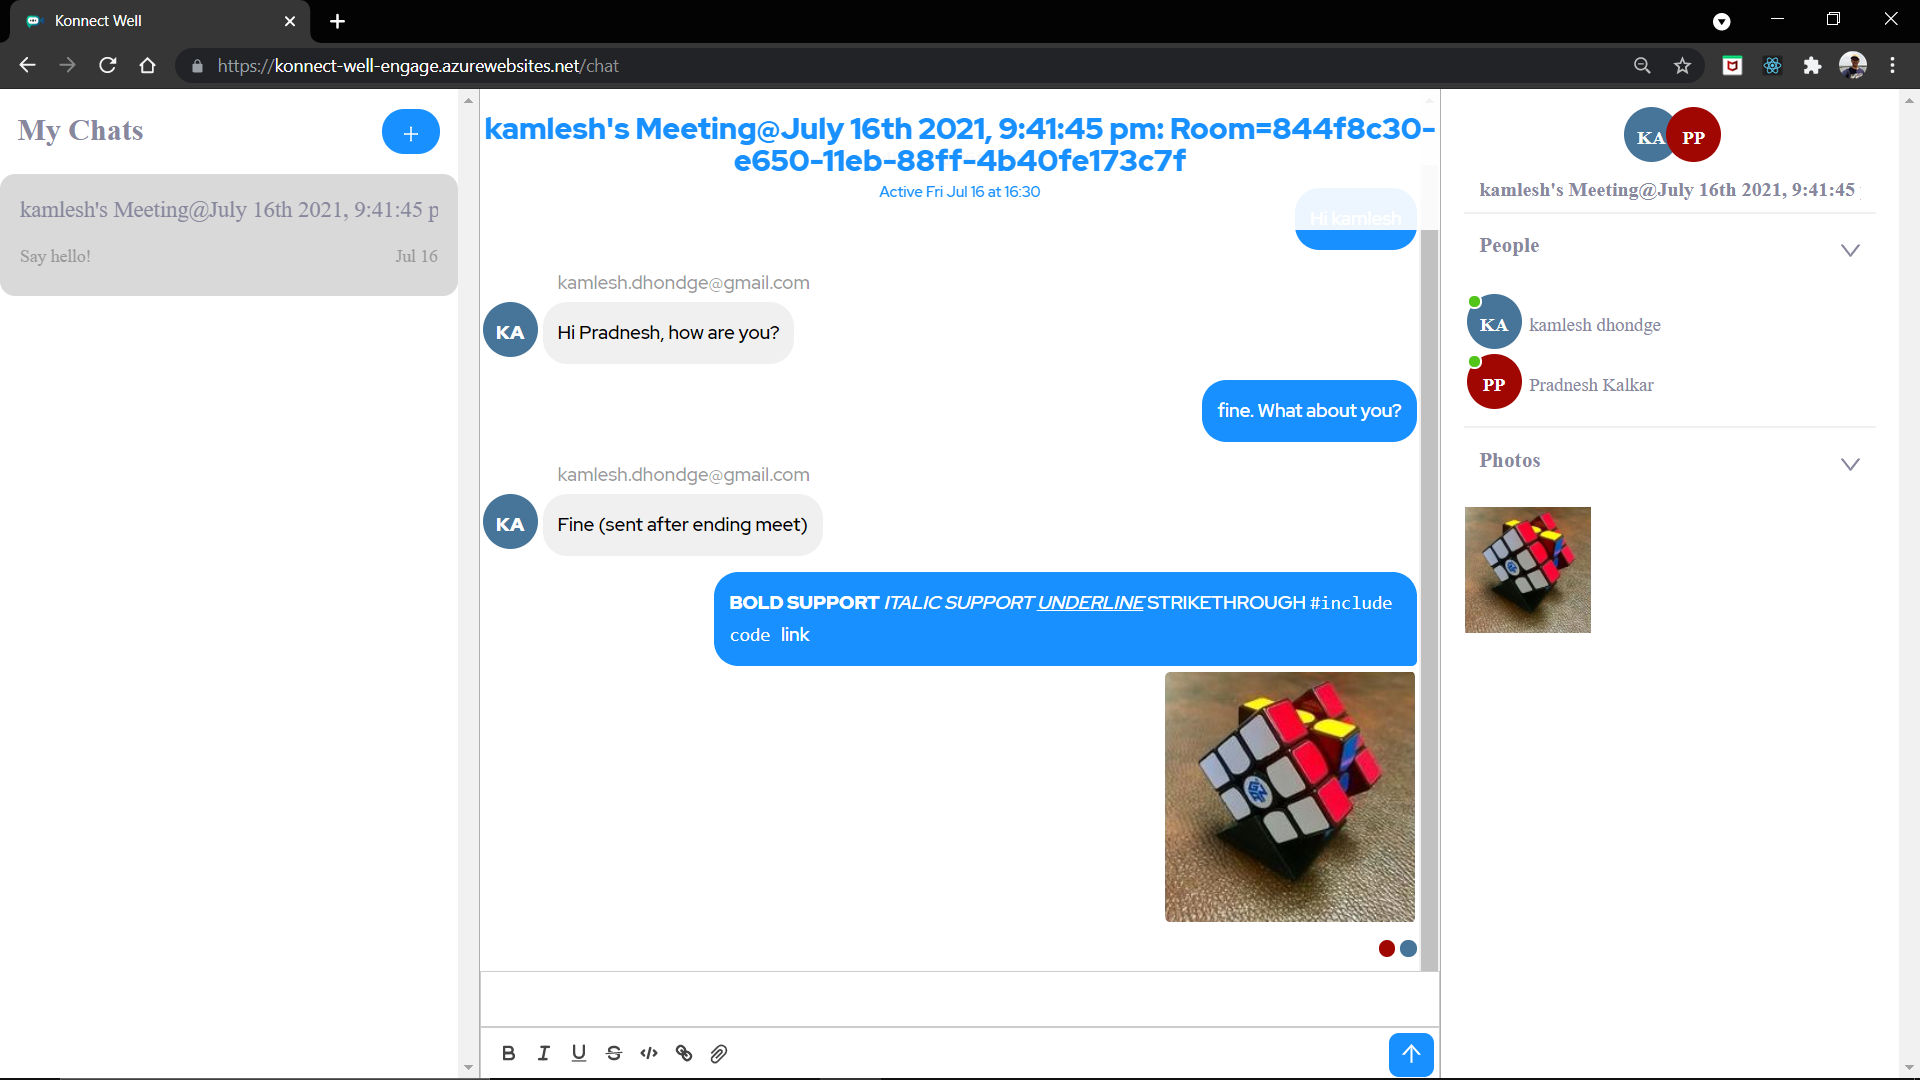 Konnect Well
https://konnect-well-engage.azurewebsites.net/chat
My Chats
+
kamlesh's Meeting@July 16th 2021, 9:41:45 p
Say hello!
Jul 16
kamlesh's Meeting@July 16th 2021, 9:41:45 pm: Room=844f8c30-
e650-11eb-88ff-4b40fe173c7f
Active Fri Jul 16 at 16:30
Hi kamlesh
kamlesh.dhondge@gmail.com
KA
Hi Pradnesh, how are you?
fine. What about you?
kamlesh.dhondge@gmail.com
KA
Fine (sent after ending meet)
BOLD SUPPORT ITALIC SUPPORT UNDERLINE STRIKETHROUGH #include
code link
B I U S </>
KA PP
kamlesh's Meeting@July 16th 2021, 9:41:45
People
KA kamlesh dhondge
PP Pradnesh Kalkar
Photos